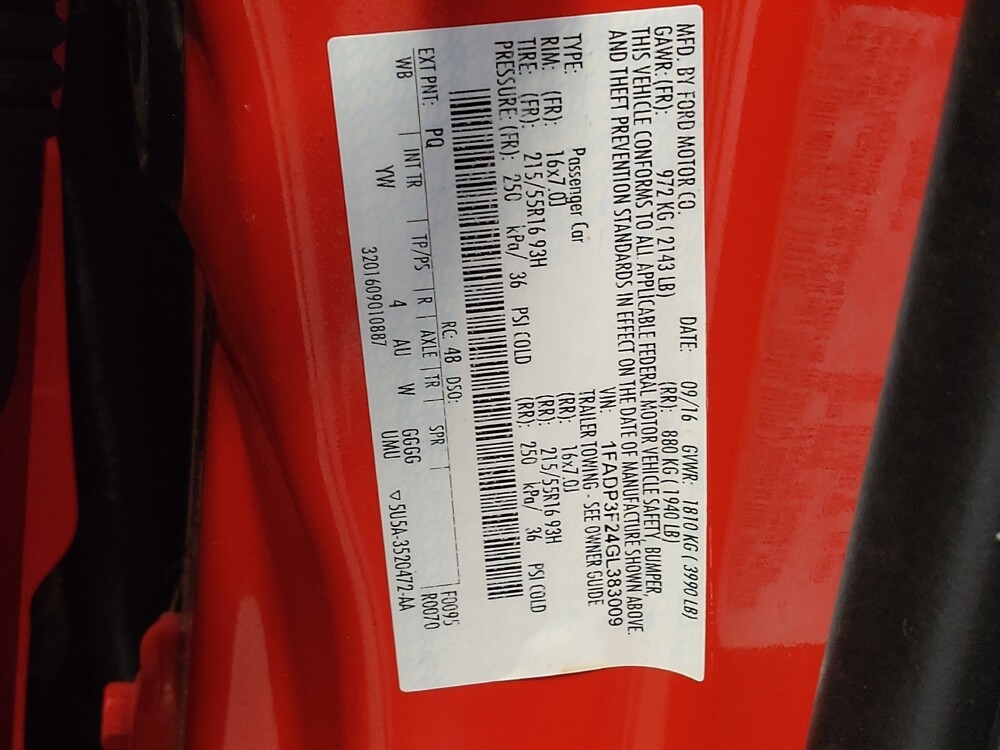 MFD. BY FORD MOTOR CO.
DATE: 09/16 GVWR: 1810 KG ( 3990 LB)
GAWR: (FR): 972 KG ( 2143 LB) (RR): 880 KG ( 1940 LB)
THIS VEHICLE CONFORMS TO ALL APPLICABLE FEDERAL MOTOR VEHICLE SAFETY, BUMPER,
AND THEFT PREVENTION STANDARDS IN EFFECT ON THE DATE OF MANUFACTURE SHOWN ABOVE.
VIN: 1FADP3F24GL383009
TYPE: Passenger Car TRAILER TOWING - SEE OWNER GUIDE
RIM: (FR): 16x7.0J (RR): 16x7.0J
TIRE: (FR): 215/55R16 93H (RR): 215/55R16 93H
PRESSURE: (FR): 250 kPa/ 36 PSI COLD (RR): 250 kPa/ 36 PSI COLD
F0095
RC: 48 DSO: R0070
EXT PNT: PQ INT TR TP/PS R AXLE TR SPR
WB YW 4 AU W GGGG
UMU
3201609010887 ▽ 5U5A-3520472-AA